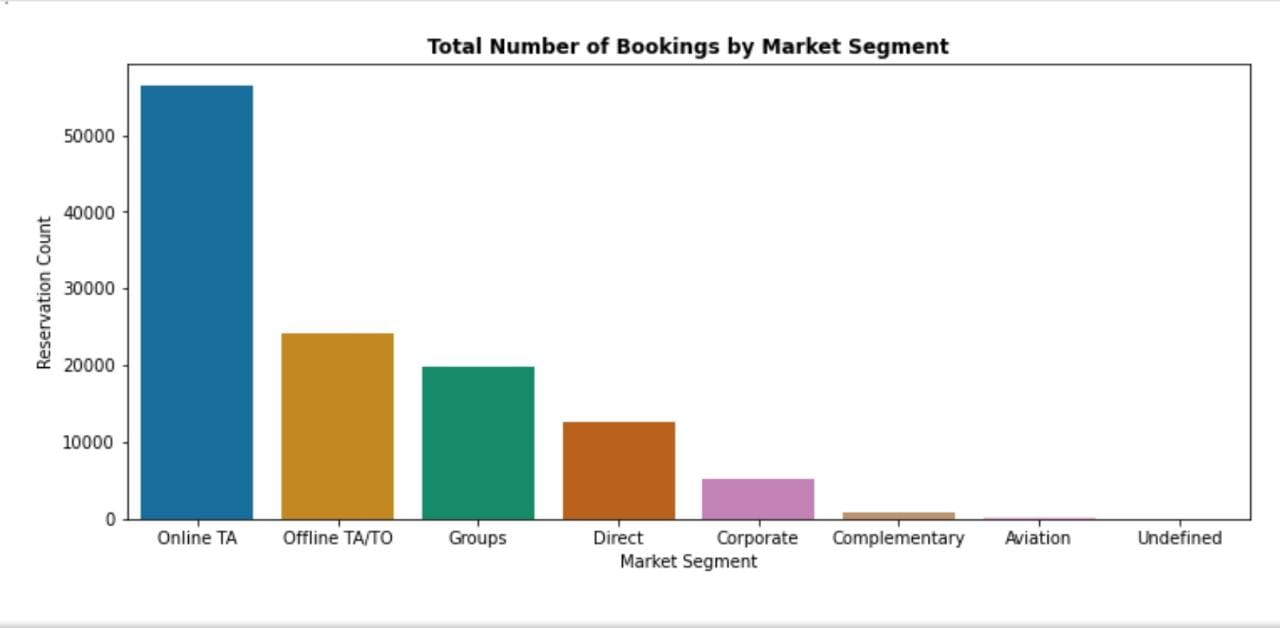 Total Number of Bookings by Market Segment
Reservation Count
50000
40000
30000
20000
10000
0
Online TA Offline TA/TO Groups Direct Corporate Complementary Aviation Undefined
Market Segment